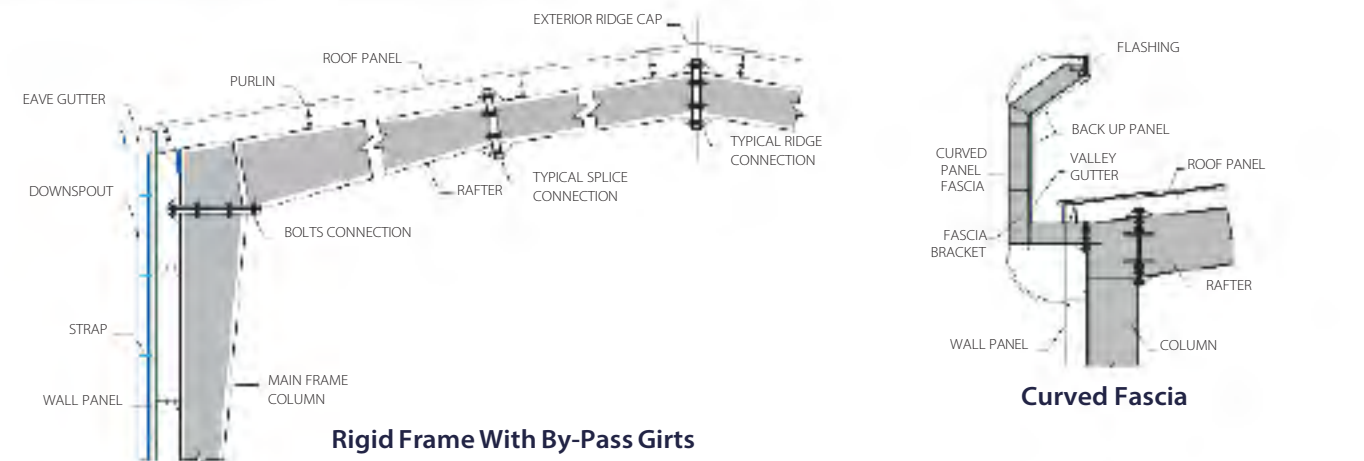 EXTERIOR RIDGE CAP
ROOF PANEL
PURLIN
EAVE GUTTER
TYPICAL RIDGE
CONNECTION
TYPICAL SPLICE
CONNECTION
RAFTER
DOWNSPOUT
BOLTS CONNECTION
STRAP
MAIN FRAME
COLUMN
WALL PANEL
Rigid Frame With By-Pass Girts
FLASHING
BACK UP PANEL
CURVED
PANEL
FASCIA
VALLEY
GUTTER
ROOF PANEL
FASCIA
BRACKET
RAFTER
WALL PANEL
COLUMN
Curved Fascia